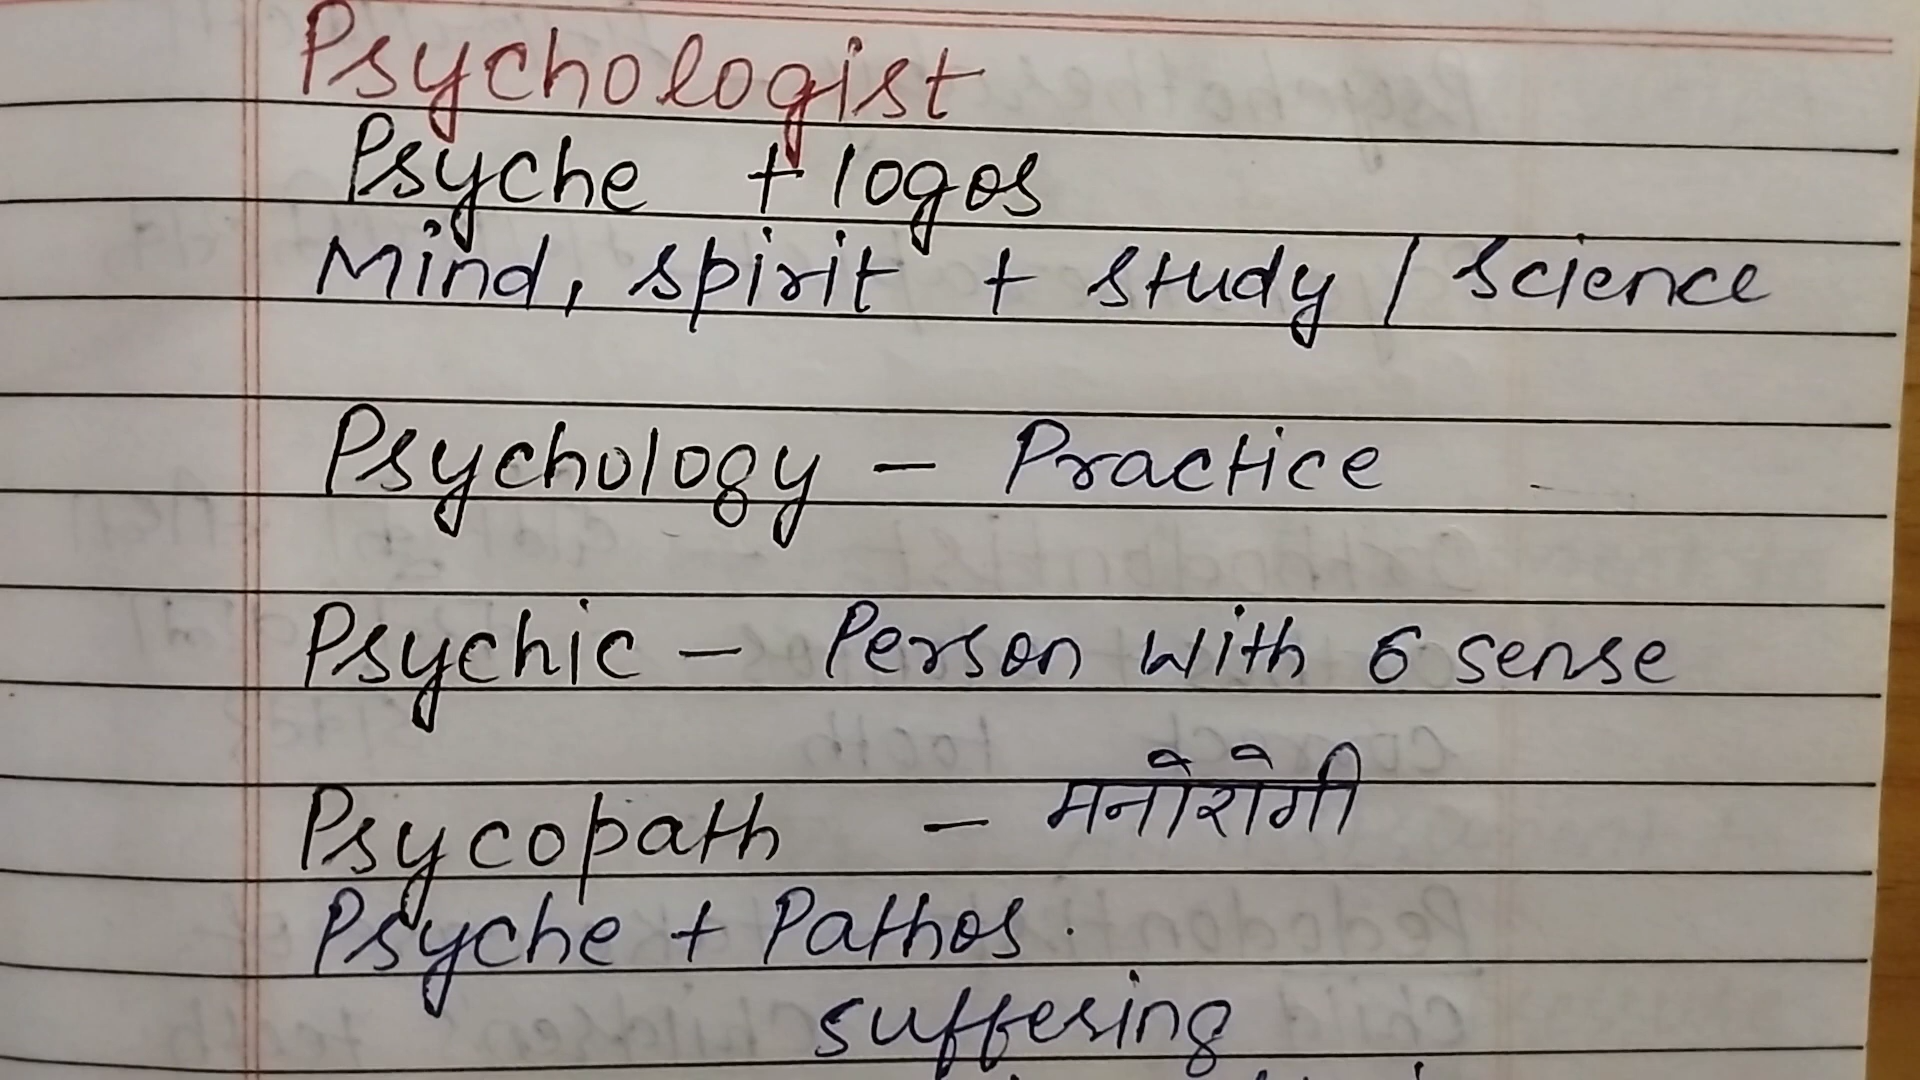 Psychologist
Psyche + logos
Mind, spirit + study / science
Psychology - Practice
Psychic - Person with 6 sense
Psycopath - मनोरोगी
Psyche + Pathos.
suffering